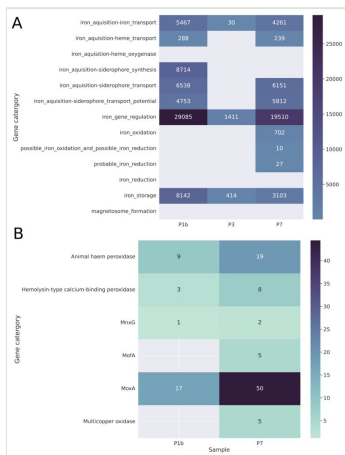 A
iron_aquisition-iron_transport 5467 30 4261
iron_aquisition-heme_transport 288 239
iron_aquisition-heme_oxygenase
iron_aquisition-siderophore_synthesis 8714
iron_aquisition-siderophore_transport 6538 6151
iron_aquisition-siderophore_transport_potential 4753 5812
iron_gene_regulation 29085 1411 19510
iron_oxidation 702
possible_iron_oxidation_and_possible_iron_reduction 10
probable_iron_reduction 27
iron_reduction
iron_storage 8142 414 3103
magnetosome_formation
P1b P3 P7
Gene catergory
25000
20000
15000
10000
5000
B
Animal haem peroxidase 9 19
Hemolysin-type calcium-binding peroxidase 3 8
MoxG 1 2
MofA 5
MoxA 17 50
Multicopper oxidase 5
P1b P7
Sample
Gene catergory
40
35
30
25
20
15
10
5